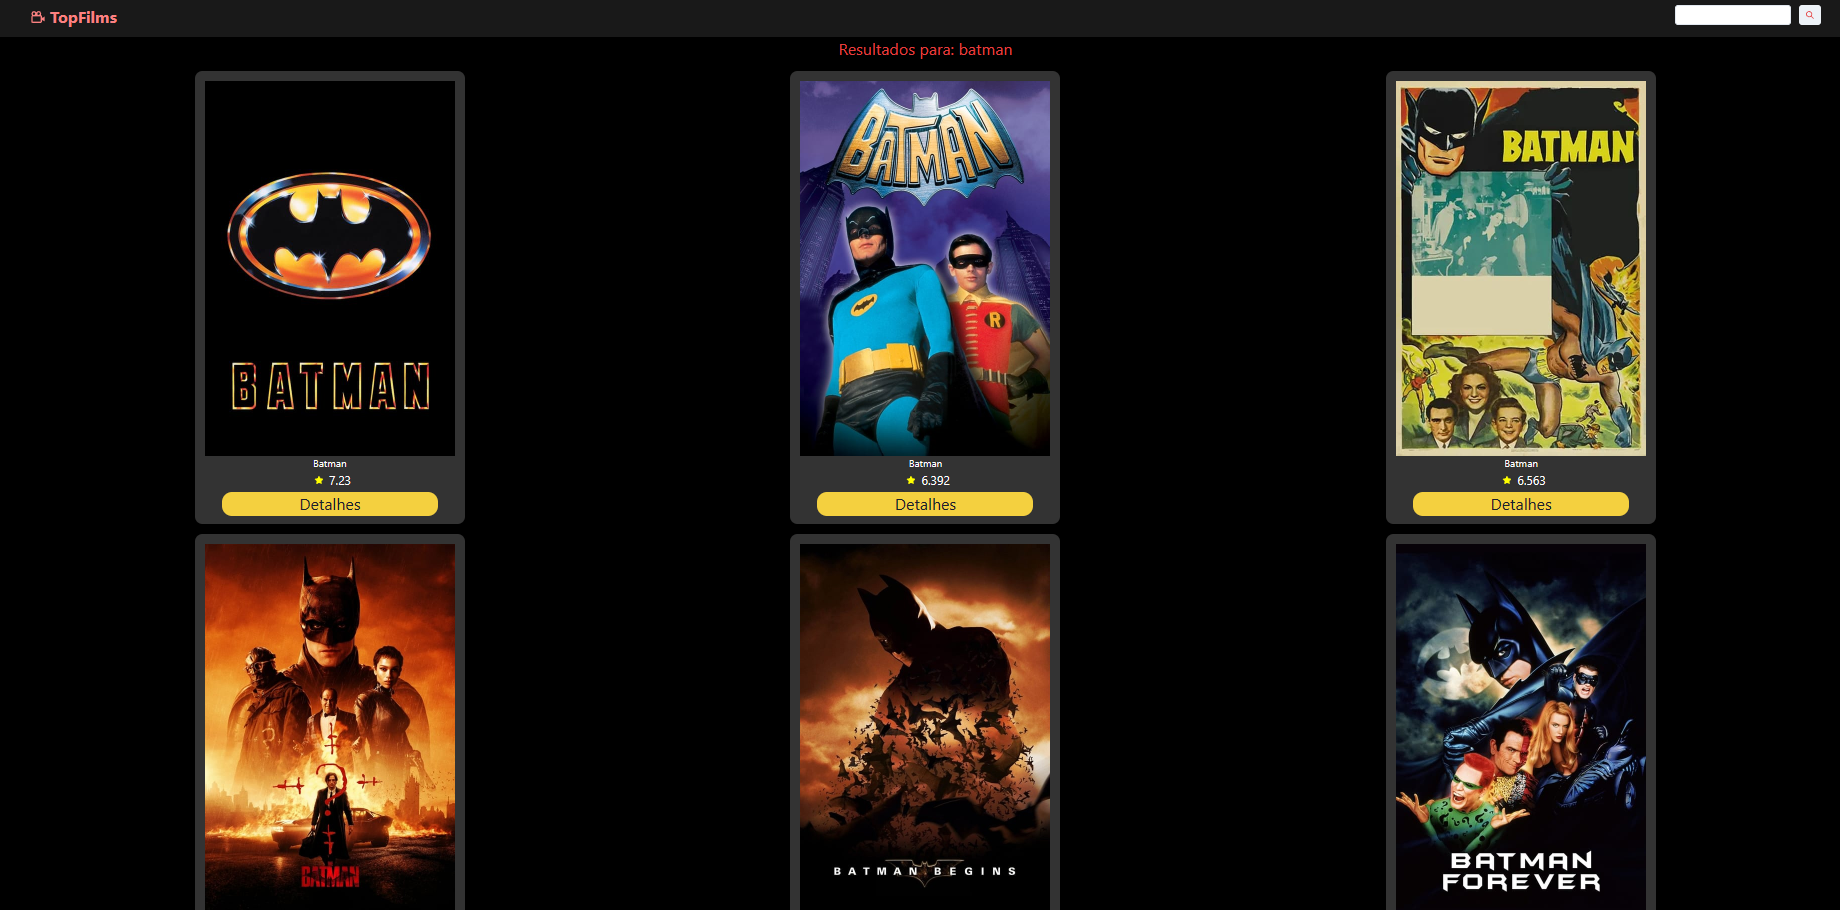 TopFilms
Resultados para: batman
BATMAN
Batman
7.23
Detalhes
BATMAN
R
Batman
6.392
Detalhes
BATMAN
Batman
6.563
Detalhes
BATMAN
BATMAN BEGINS
BATMAN
FOREVER